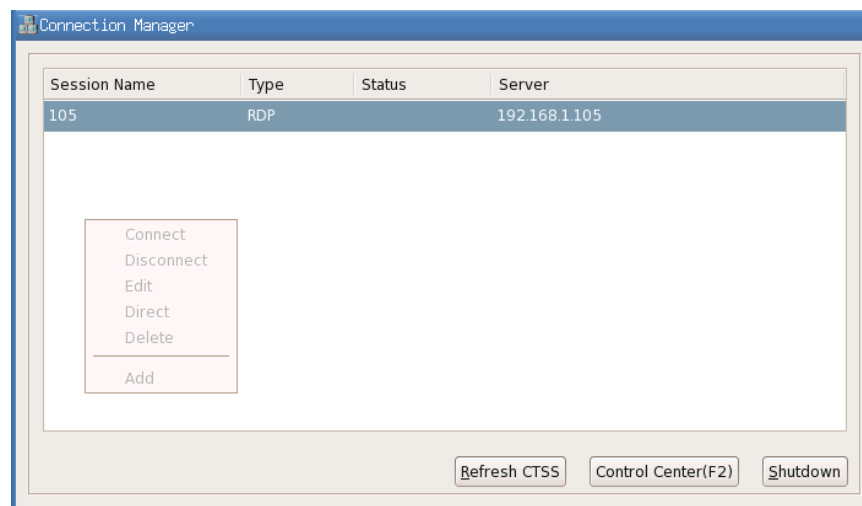 Connection Manager
Session Name Type Status Server
105 RDP 192.168.1.105
Connect
Disconnect
Edit
Direct
Delete
Add
Refresh CTSS Control Center(F2) Shutdown